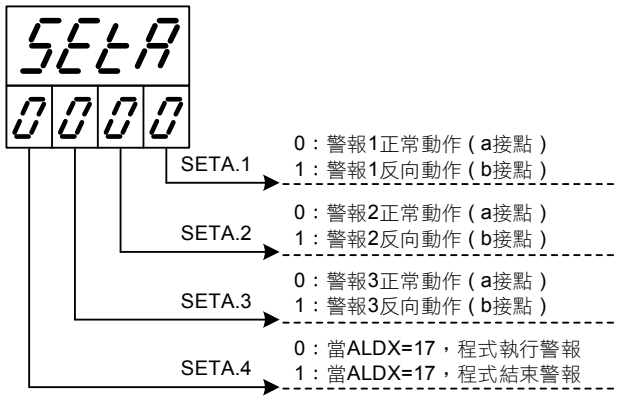 SEtA
0 0 0 0
0：警報1正常動作 ( a接點 )
SETA.1
1：警報1反向動作 ( b接點 )
0：警報2正常動作 ( a接點 )
SETA.2
1：警報2反向動作 ( b接點 )
0：警報3正常動作 ( a接點 )
SETA.3
1：警報3反向動作 ( b接點 )
0：當ALDX=17，程式執行警報
SETA.4
1：當ALDX=17，程式結束警報